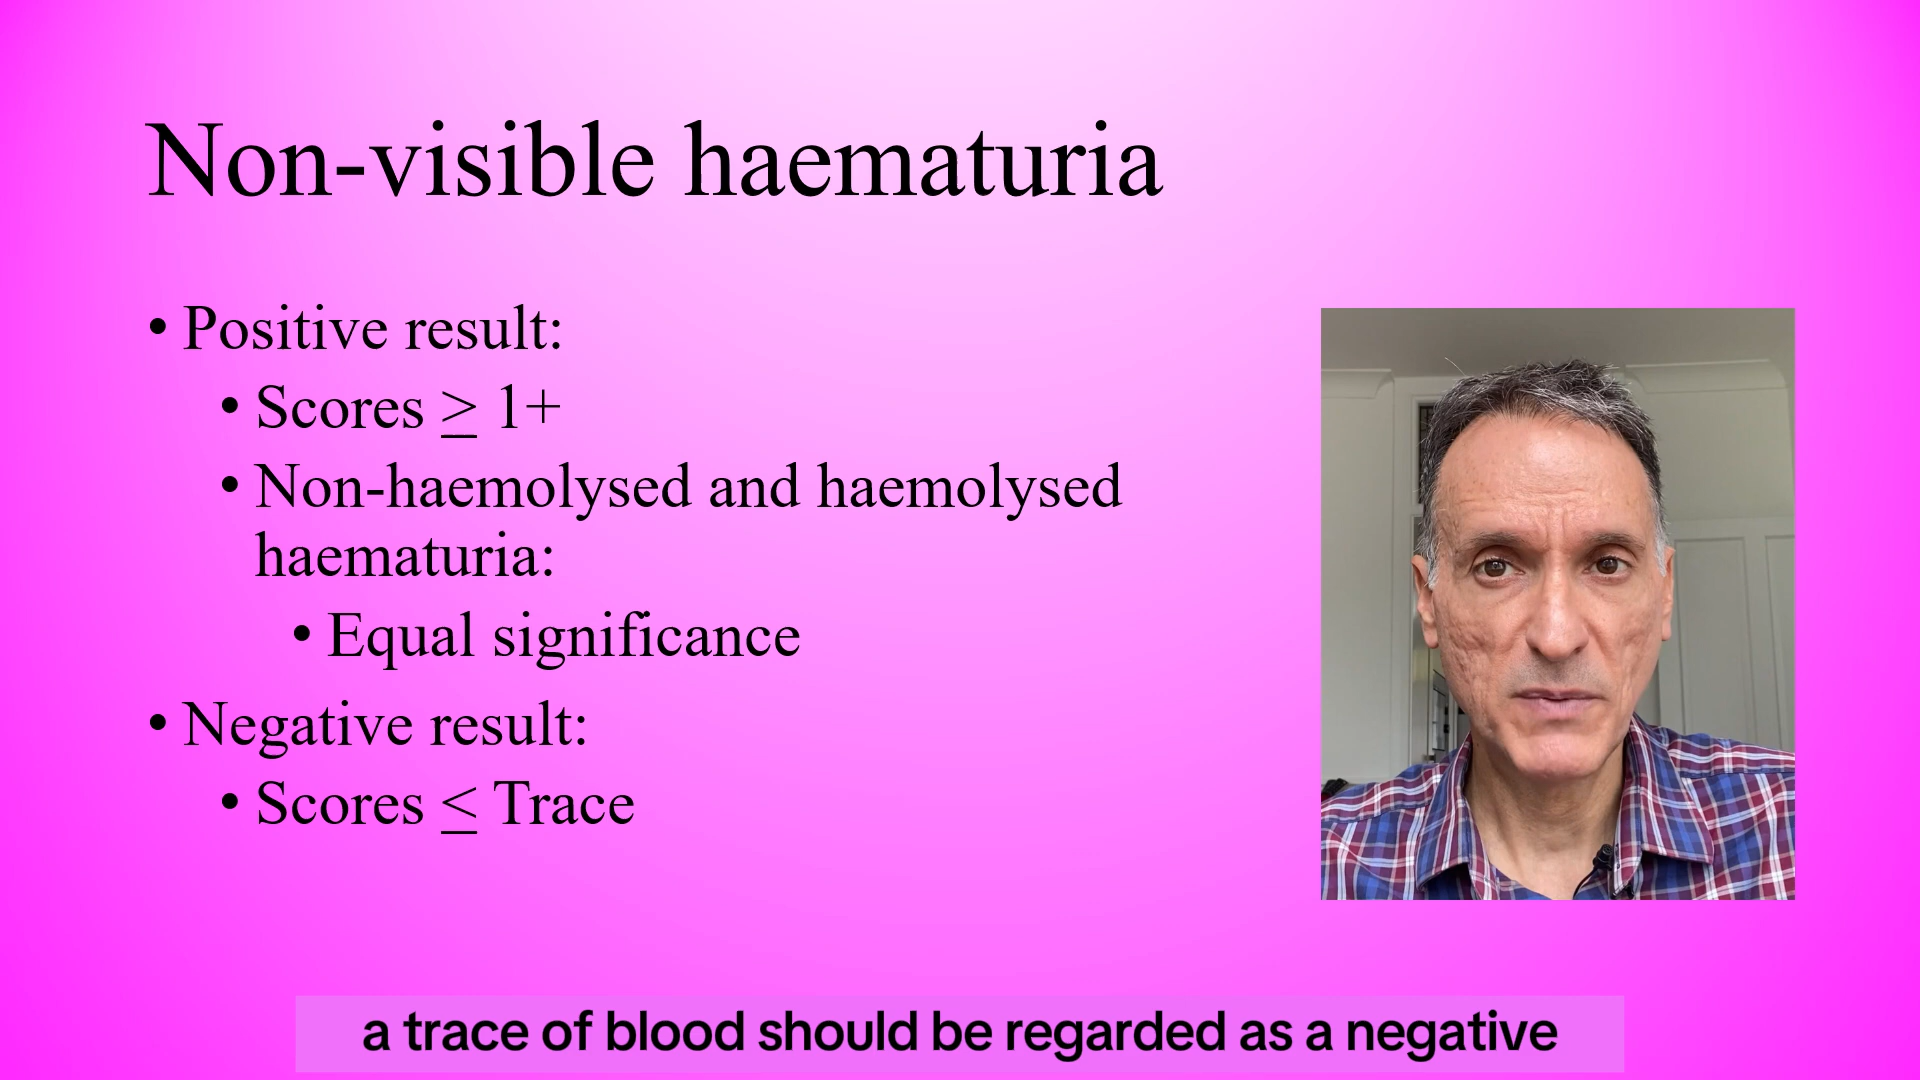 Non-visible haematuria
• Positive result:
• Scores ≥ 1+
• Non-haemolysed and haemolysed
haematuria:
• Equal significance
• Negative result:
• Scores ≤ Trace
a trace of blood should be regarded as a negative